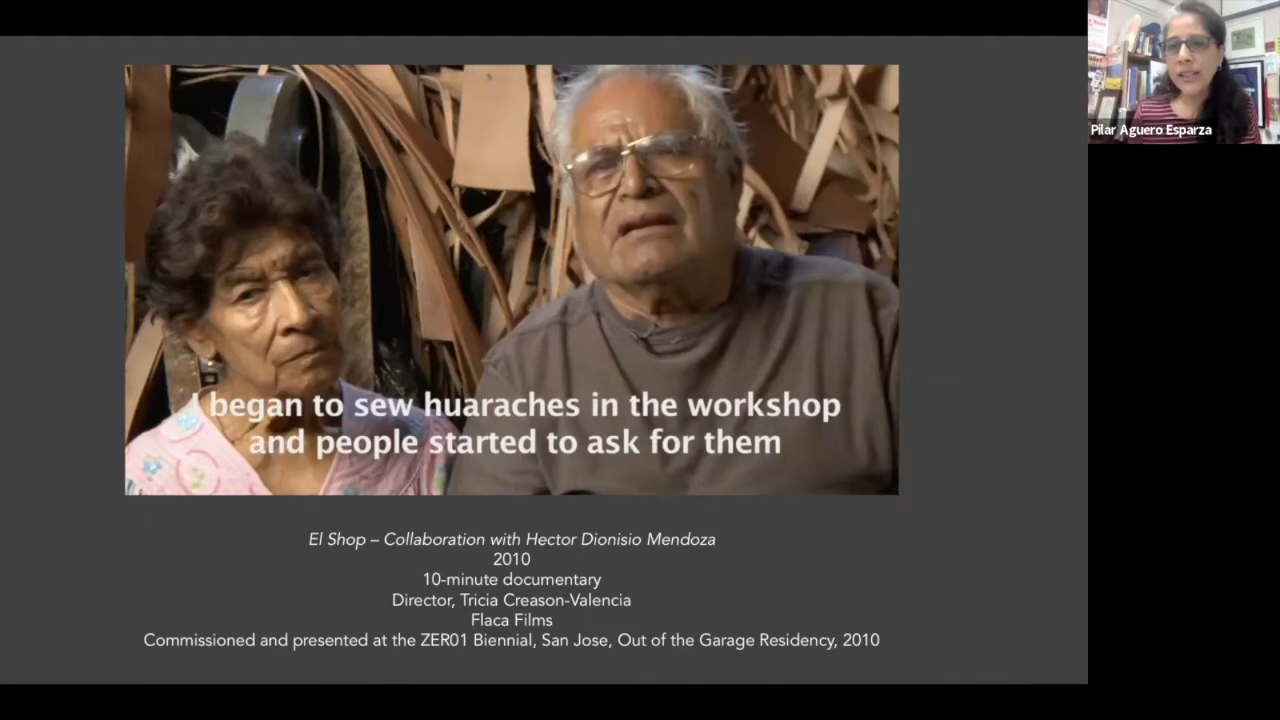 I began to sew huaraches in the workshop
and people started to ask for them
El Shop – Collaboration with Hector Dionisio Mendoza
2010
10-minute documentary
Director, Tricia Creason-Valencia
Flaca Films
Commissioned and presented at the ZER01 Biennial, San Jose, Out of the Garage Residency, 2010
Pilar Aguero Esparza